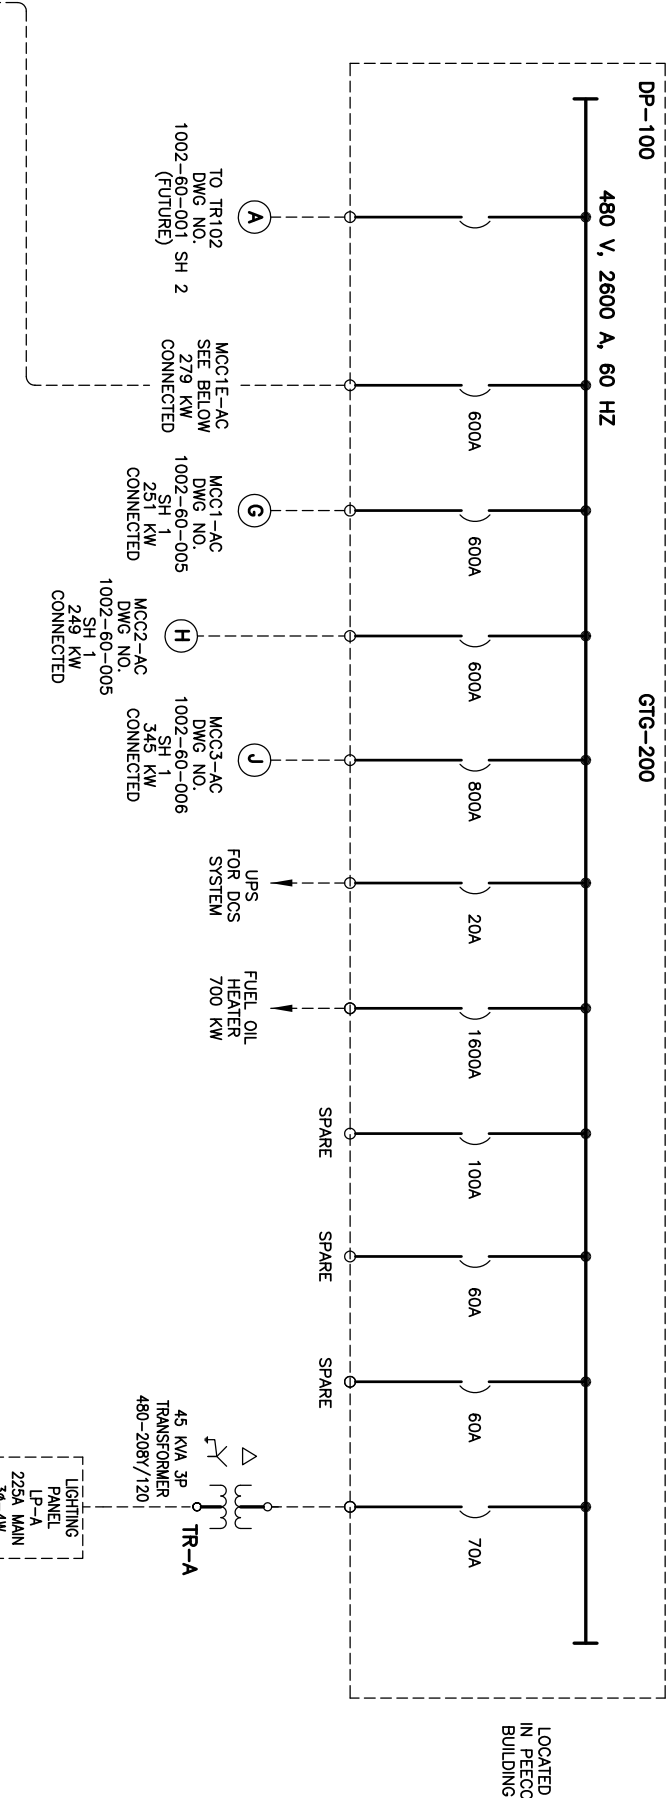 DP-100
GTG-200
480 V, 2600 A, 60 HZ
LOCATED
IN PEECC
BUILDING
600A
600A
600A
800A
20A
1600A
100A
60A
60A
70A
A
TO TR102
DWG NO.
1002-60-001 SH 2
(FUTURE)
MCC1E-AC
SEE BELOW
279 KW
CONNECTED
G
MCC1-AC
DWG NO.
1002-60-005
SH 1
251 KW
CONNECTED
H
MCC2-AC
DWG NO.
1002-60-005
SH 1
249 KW
CONNECTED
J
MCC3-AC
DWG NO.
1002-60-006
SH 1
345 KW
CONNECTED
UPS
FOR DCS
SYSTEM
FUEL OIL
HEATER
700 KW
SPARE
SPARE
SPARE
45 KVA 3P
TRANSFORMER
480-208Y/120
TR-A
LIGHTING
PANEL
LP-A
225A MAIN